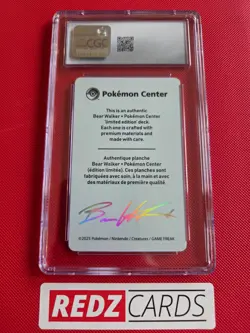 CGC
Pokémon Center
This is an authentic
Bear Walker • Pokémon Center
'limited edition' deck.
Each one is crafted with
premium materials and
made with care.
Authentique planche
Bear Walker • Pokémon Center
(édition limitée). Ces planches sont
fabriquées avec soin, à la main et avec
des matériaux de première qualité.
©2025 Pokémon / Nintendo / Creatures / GAME FREAK
REDZ CARDS